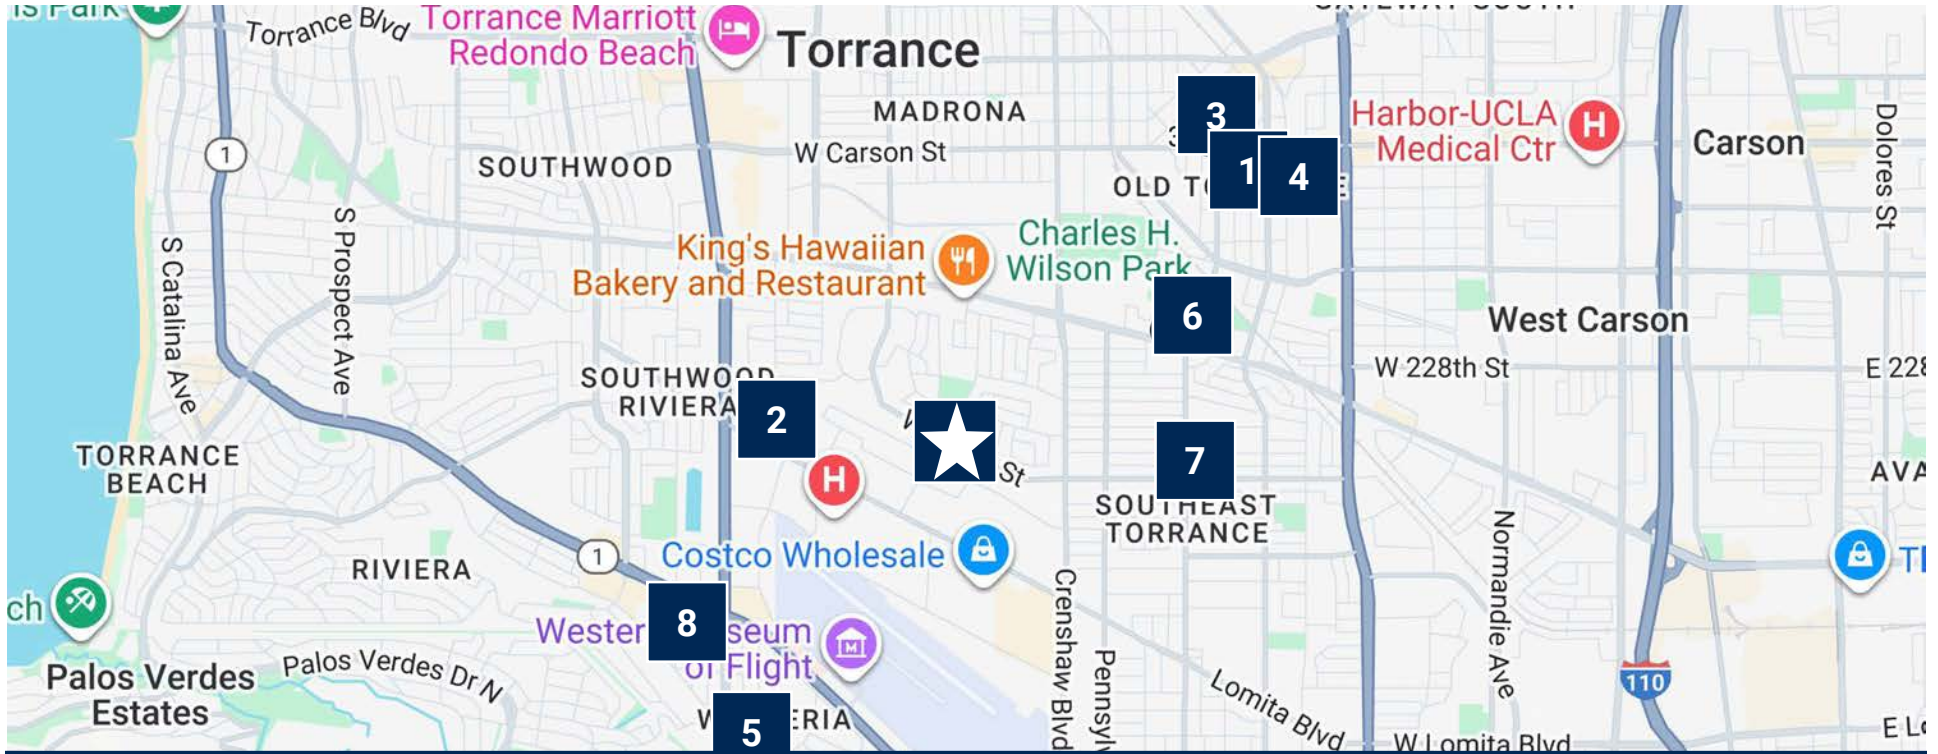 Torrance Blvd
Torrance Marriott
Redondo Beach
Torrance
MADRONA
W Carson St
SOUTHWOOD
1
S Prospect Ave
S Catalina Ave
3
1
4
OLD
Harbor-UCLA
Medical Ctr
H
Carson
Dolores St
King's Hawaiian
Bakery and Restaurant
Charles H.
Wilson Park
6
West Carson
W 228th St
E 228
SOUTHWOOD
RIVIERA
2
H
St
7
SOUTHEAST
TORRANCE
TORRANCE
BEACH
RIVIERA
1
Costco Wholesale
8
of Flight
M
5
Palos Verdes
Estates
Palos Verdes Dr N
Crenshaw Blvd
Lomita Blvd
Normandie Ave
110
W Lomita Blvd